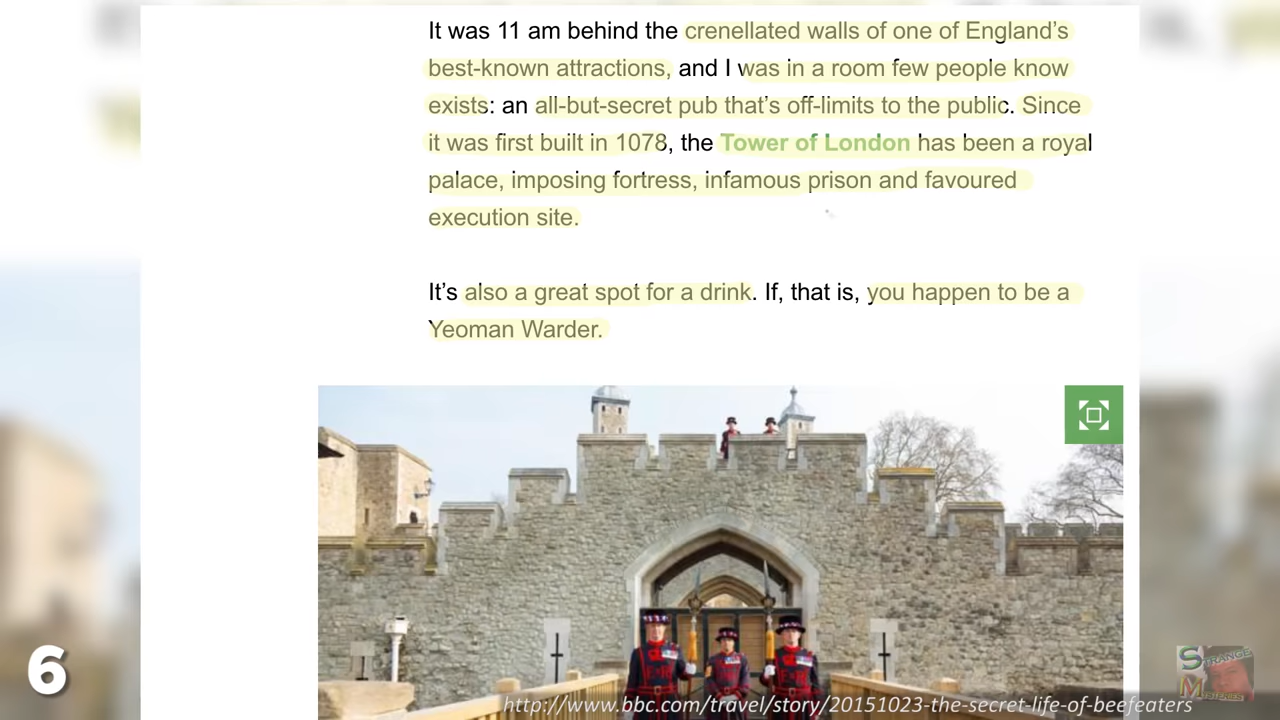 It was 11 am behind the crenellated walls of one of England's
best-known attractions, and I was in a room few people know
exists: an all-but-secret pub that's off-limits to the public. Since
it was first built in 1078, the Tower of London has been a royal
palace, imposing fortress, infamous prison and favoured
execution site.
It's also a great spot for a drink. If, that is, you happen to be a
Yeoman Warder.
6
STRANGE
MYSTERIES
http://www.bbc.com/travel/story/20151023-the-secret-life-of-beefeaters